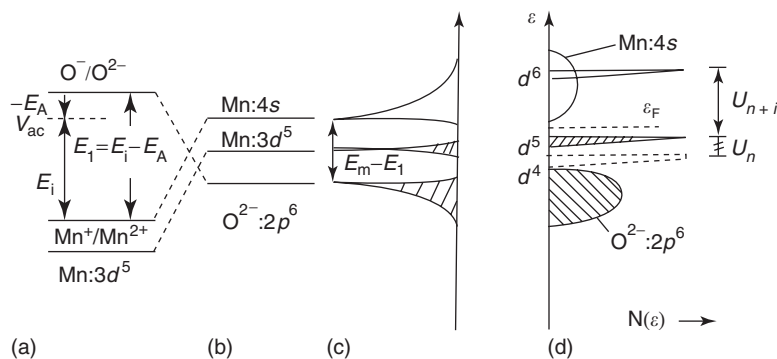 O⁻/O²⁻
–E_A
V_ac
E_1=E_i–E_A
E_i
Mn⁺/Mn²⁺
Mn:3d⁵
(a)
Mn:4s
Mn:3d⁵
O²⁻:2p⁶
(b)
E_m–E_1
(c)
ε
Mn:4s
d⁶
ε_F
U_{n+i}
d⁵
U_n
d⁴
O²⁻:2p⁶
N(ε)
(d)